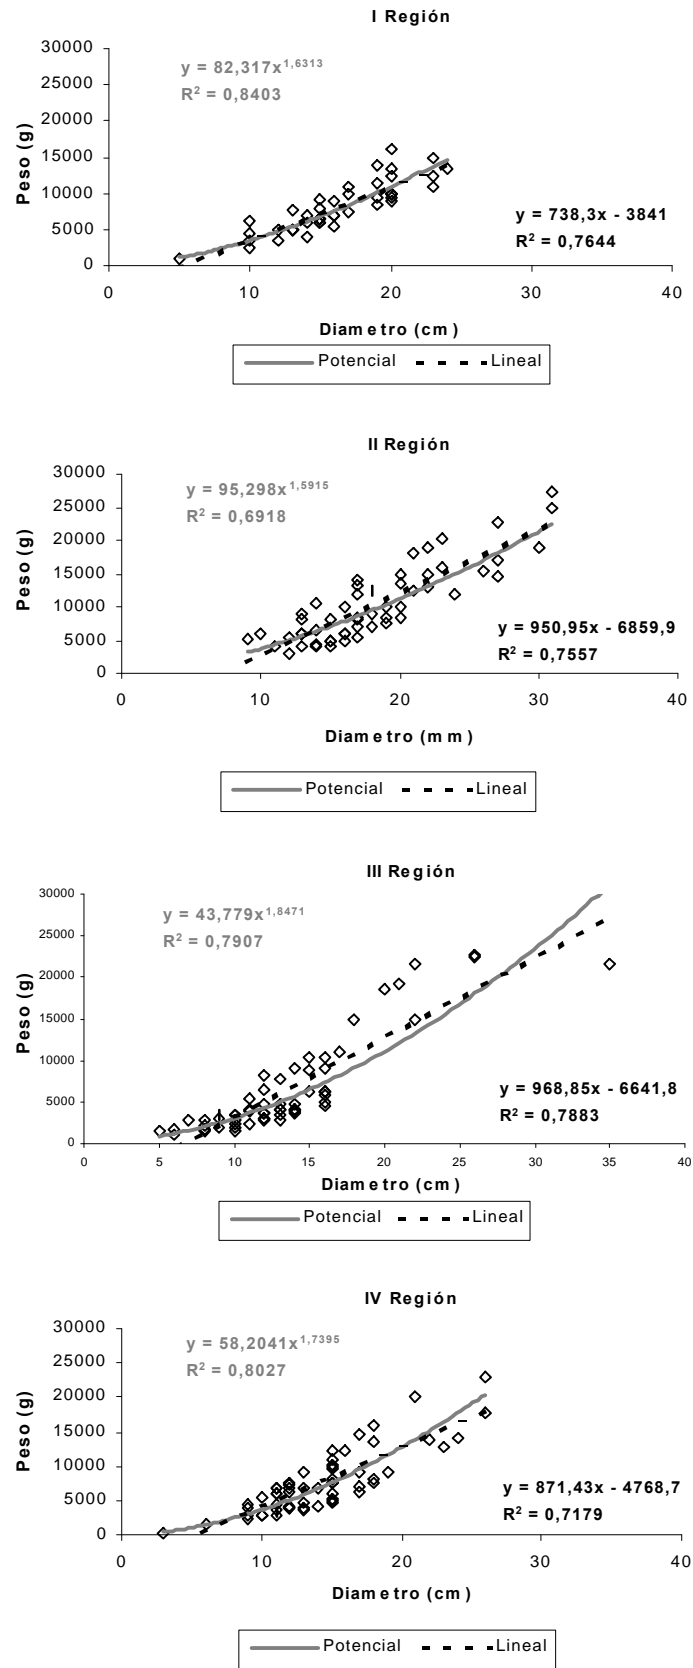 I Región
30000
25000
20000
15000
10000
5000
0
Peso (g)
y = 82,317x^1,6313
R² = 0,8403
y = 738,3x - 3841
R² = 0,7644
0 10 20 30 40
Diametro (cm)
Potencial Lineal
II Región
30000
25000
20000
15000
10000
5000
0
Peso (g)
y = 95,298x^1,5915
R² = 0,6918
y = 950,95x - 6859,9
R² = 0,7557
0 10 20 30 40
Diametro (mm)
Potencial Lineal
III Región
30000
25000
20000
15000
10000
5000
0
Peso (g)
y = 43,779x^1,8471
R² = 0,7907
y = 968,85x - 6641,8
R² = 0,7883
0 5 10 15 20 25 30 35 40
Diametro (cm)
Potencial Lineal
IV Región
30000
25000
20000
15000
10000
5000
0
Peso (g)
y = 58,2041x^1,7395
R² = 0,8027
y = 871,43x - 4768,7
R² = 0,7179
0 10 20 30 40
Diametro (cm)
Potencial Lineal